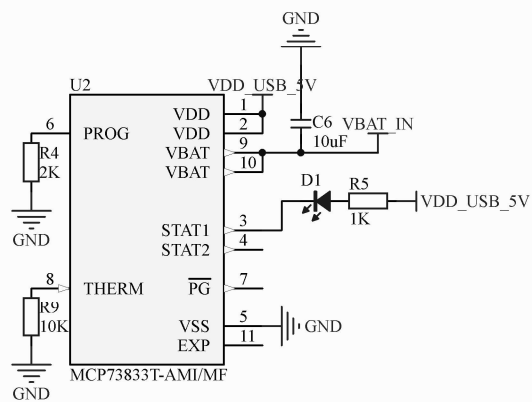 GND
U2
VDD_USB_5V
1
VDD
6
C6
VBAT_IN
PROG
VDD
2
9
10uF
R4
VBAT
2K
VBAT
10
D1
R5
GND
STAT1
3
VDD_USB_5V
STAT2
4
1K
8
THERM
PG
7
R9
10K
VSS
5
GND
EXP
11
GND
MCP73833T-AMI/MF